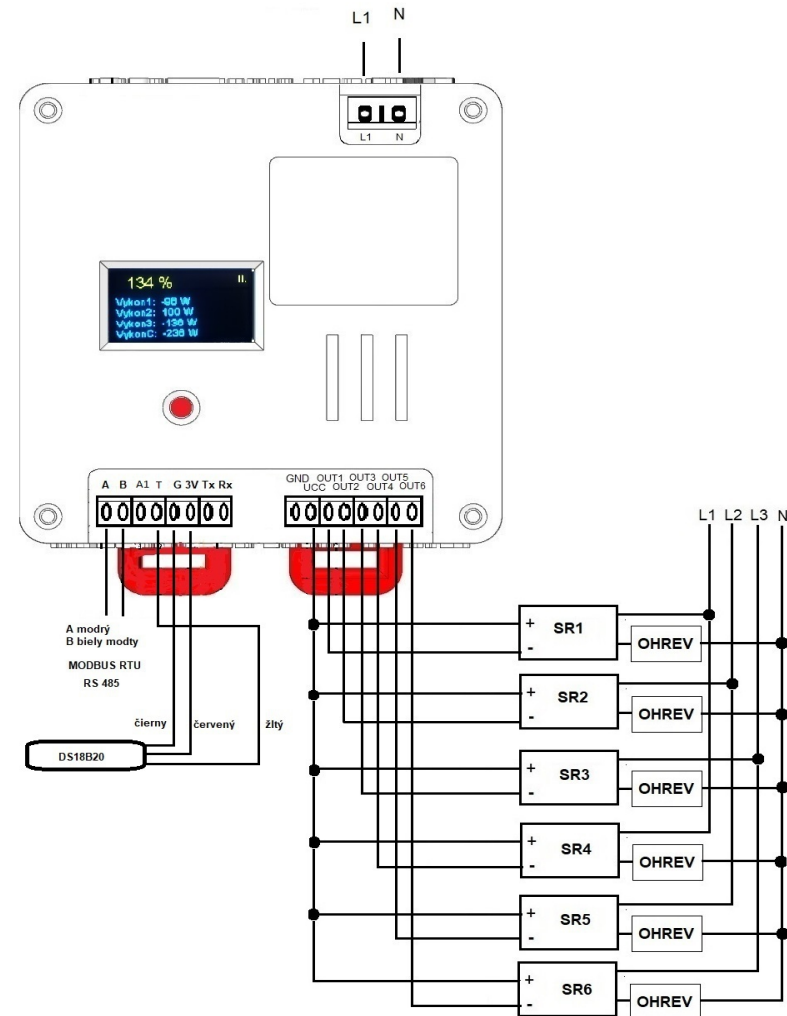 L1 N
L1 N
134 % II.
Vykon1: -98 W
Vykon2: 100 W
Vykon3: -136 W
VykonC: -236 W
A B A1 T G 3V Tx Rx
GND OUT1 OUT3 OUT5
UCC OUT2 OUT4 OUT6
L1 L2 L3 N
A modrý
B biely modty
MODBUS RTU
RS 485
čierny
červený
žltý
DS18B20
+ SR1
-
OHREV
+ SR2
-
OHREV
+ SR3
-
OHREV
+ SR4
-
OHREV
+ SR5
-
OHREV
+ SR6
-
OHREV